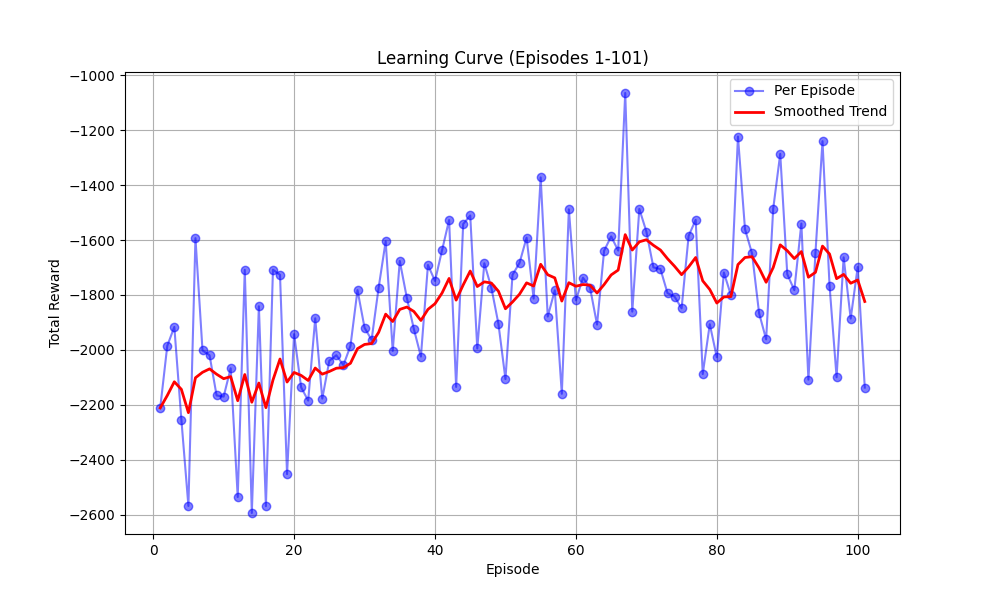 Learning Curve (Episodes 1-101)
Per Episode
Smoothed Trend
Total Reward
−1000
−1200
−1400
−1600
−1800
−2000
−2200
−2400
−2600
0 20 40 60 80 100
Episode